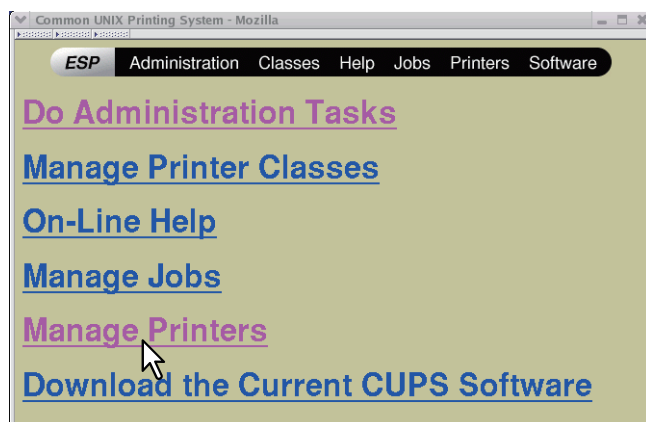 Common UNIX Printing System - Mozilla
ESP Administration Classes Help Jobs Printers Software
Do Administration Tasks
Manage Printer Classes
On-Line Help
Manage Jobs
Manage Printers
Download the Current CUPS Software